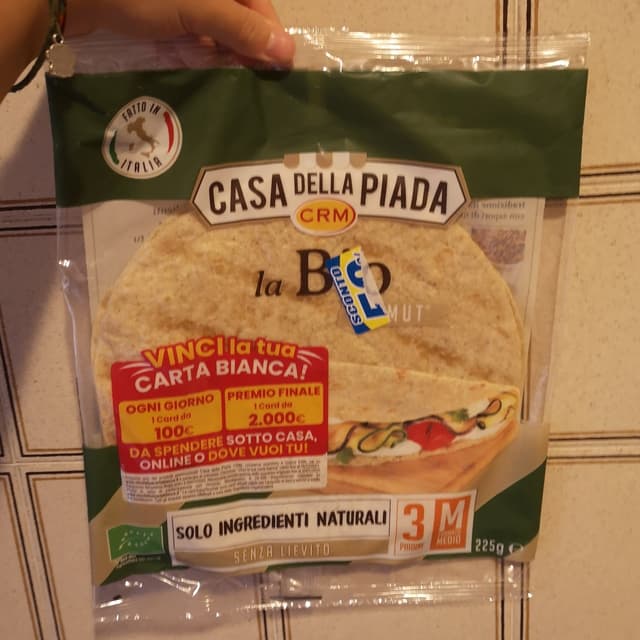 FATTO IN
ITALIA
CASA DELLA PIADA
CRM
la Bio
SCONTO
MUT
VINCI la tua
CARTA BIANCA!
OGNI GIORNO
1 Card da
100€
PREMIO FINALE
1 Card da
2.000€
DA SPENDERE SOTTO CASA,
ONLINE O DOVE VUOI TU!
SOLO INGREDIENTI NATURALI
SENZA LIEVITO
3
PIADINE
M
MEDIO
225g e